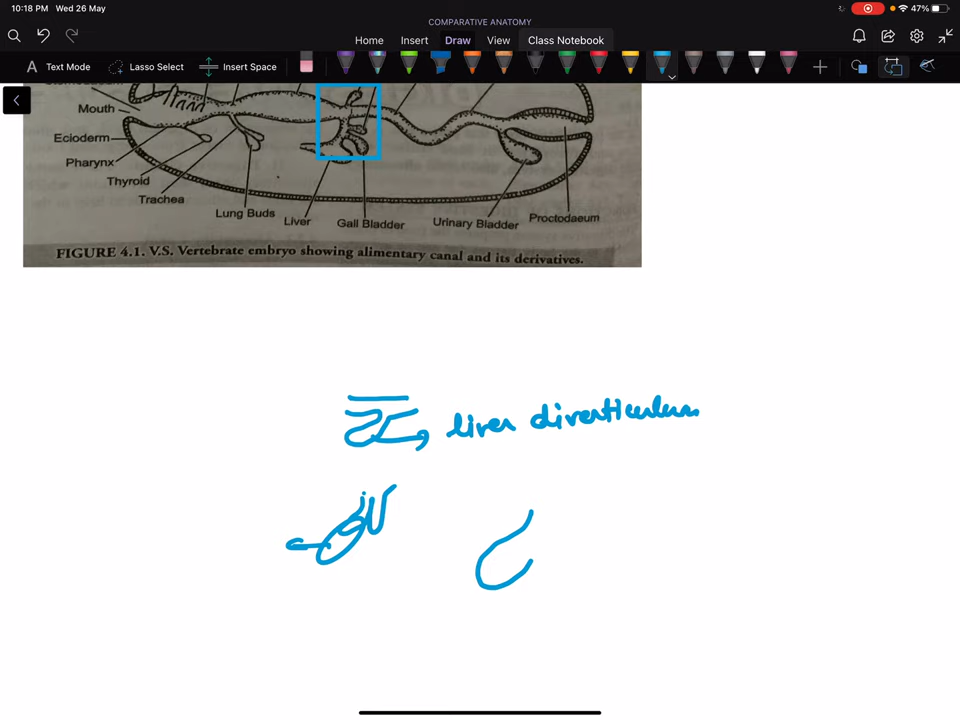 10:18 PM Wed 26 May
47%
COMPARATIVE ANATOMY
Home Insert Draw View Class Notebook
Text Mode Lasso Select Insert Space
Mouth
Ecioderm
Pharynx
Thyroid
Trachea
Lung Buds Liver Gall Bladder Urinary Bladder Proctodaeum
FIGURE 4.1. V.S. Vertebrate embryo showing alimentary canal and its derivatives.
liver diverticulum